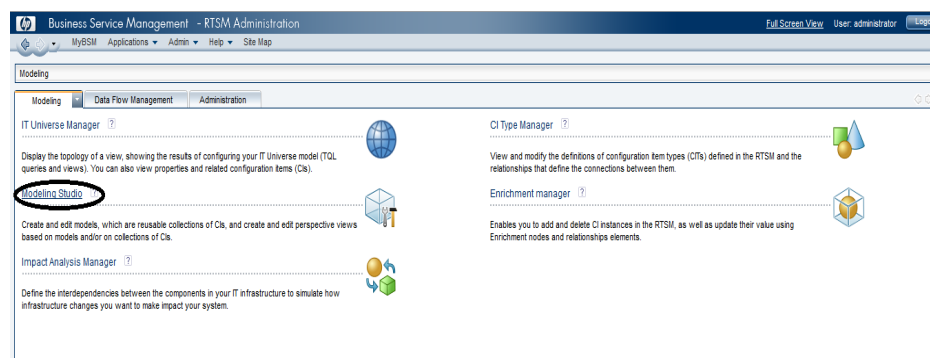 hp Business Service Management - RTSM Administration
Full Screen View User: administrator
MyBSM Applications Admin Help Site Map
Modeling
Modeling Data Flow Management Administration
IT Universe Manager ?
Display the topology of a view, showing the results of configuring your IT Universe model (TQL
queries and views). You can also view properties and related configuration items (CIs).
Modeling Studio ?
Create and edit models, which are reusable collections of CIs, and create and edit perspective views
based on models and/or on collections of CIs.
Impact Analysis Manager ?
Define the interdependencies between the components in your IT infrastructure to simulate how
infrastructure changes you want to make impact your system.
CI Type Manager ?
View and modify the definitions of configuration item types (CITs) defined in the RTSM and the
relationships that define the connections between them.
Enrichment manager ?
Enables you to add and delete CI instances in the RTSM, as well as update their value using
Enrichment nodes and relationships elements.